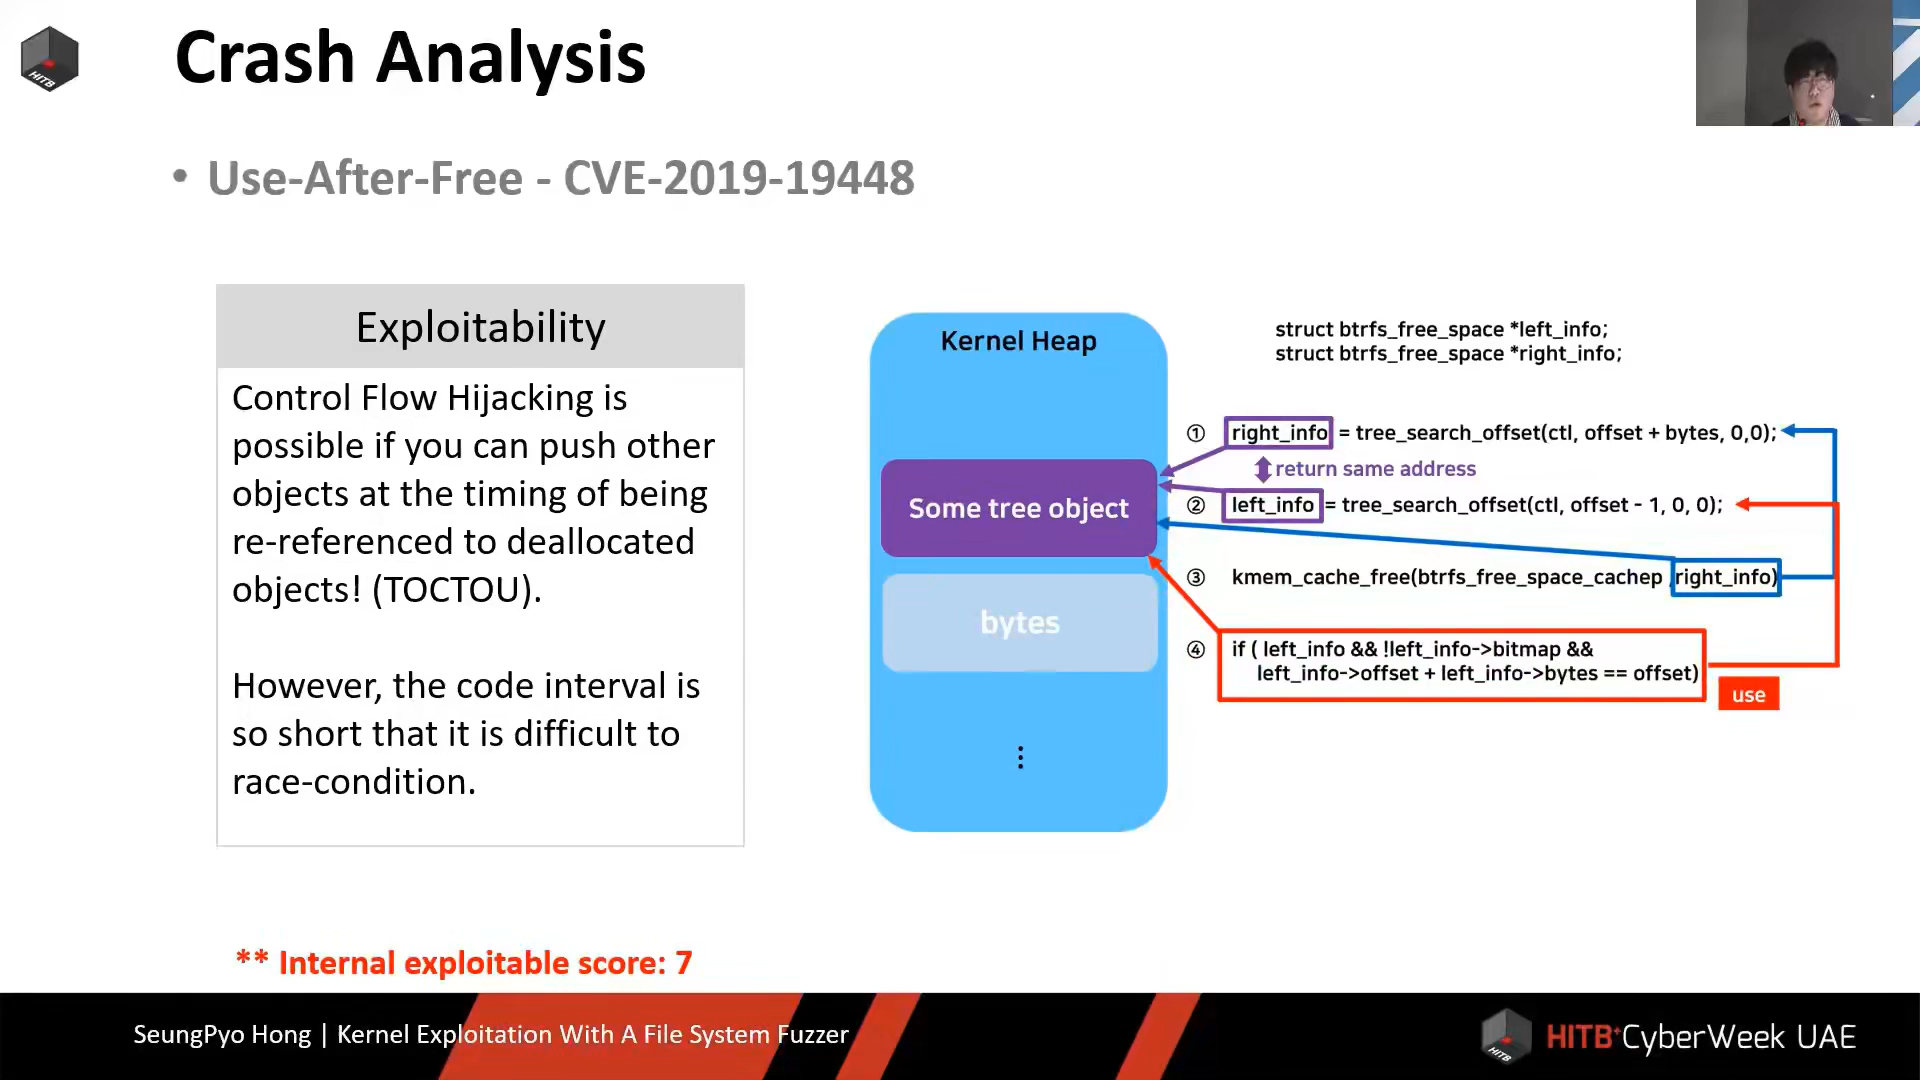 HITB
Crash Analysis
• Use-After-Free - CVE-2019-19448
Exploitability
Control Flow Hijacking is
possible if you can push other
objects at the timing of being
re-referenced to deallocated
objects! (TOCTOU).
However, the code interval is
so short that it is difficult to
race-condition.
Kernel Heap
Some tree object
bytes
⋮
struct btrfs_free_space *left_info;
struct btrfs_free_space *right_info;
① right_info = tree_search_offset(ctl, offset + bytes, 0,0);
return same address
② left_info = tree_search_offset(ctl, offset - 1, 0, 0);
③ kmem_cache_free(btrfs_free_space_cachep, right_info)
④ if ( left_info && !left_info->bitmap &&
left_info->offset + left_info->bytes == offset)
use
** Internal exploitable score: 7
SeungPyo Hong | Kernel Exploitation With A File System Fuzzer
HITB
HITB+CyberWeek UAE